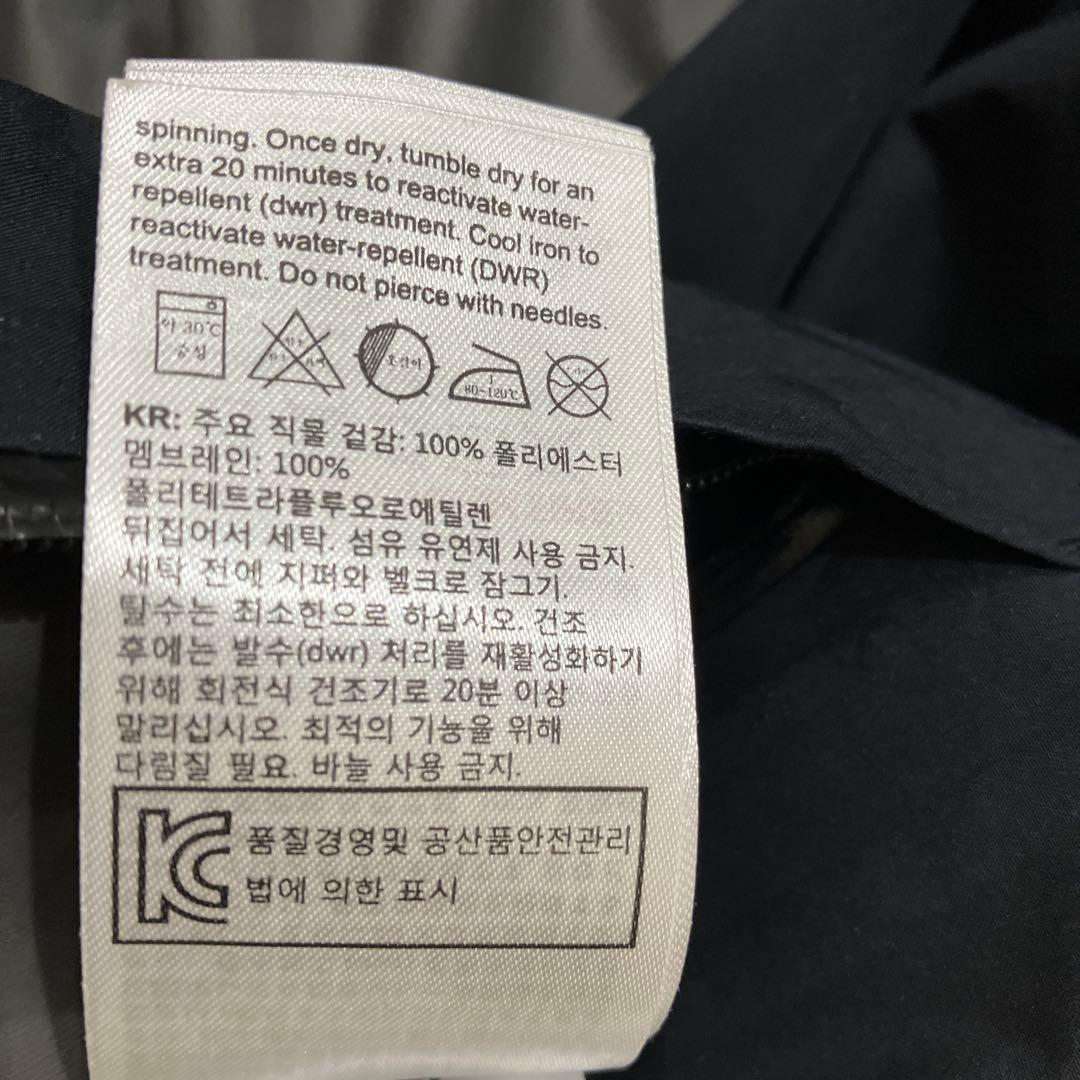 spinning. Once dry, tumble dry for an
extra 20 minutes to reactivate water-
repellent (dwr) treatment. Cool iron to
reactivate water-repellent (DWR)
treatment. Do not pierce with needles.
약 30℃
중성
80~120℃
KR: 주요 직물 겉감: 100% 폴리에스터
멤브레인: 100%
폴리테트라플루오로에틸렌
뒤집어서 세탁. 섬유 유연제 사용 금지.
세탁 전에 지퍼와 벨크로 잠그기.
탈수는 최소한으로 하십시오. 건조
후에는 발수(dwr) 처리를 재활성화하기
위해 회전식 건조기로 20분 이상
말리십시오. 최적의 기능을 위해
다림질 필요. 바늘 사용 금지.
품질경영및 공산품안전관리
법에 의한 표시